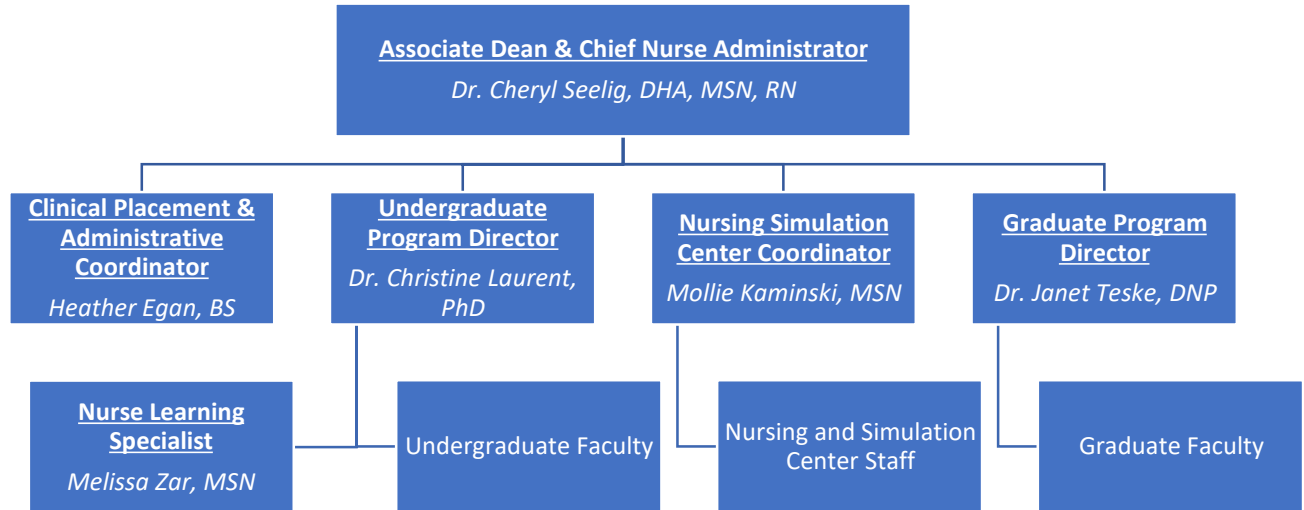 Associate Dean & Chief Nurse Administrator
Dr. Cheryl Seelig, DHA, MSN, RN
Clinical Placement &
Administrative
Coordinator
Heather Egan, BS
Undergraduate
Program Director
Dr. Christine Laurent,
PhD
Nursing Simulation
Center Coordinator
Mollie Kaminski, MSN
Graduate Program
Director
Dr. Janet Teske, DNP
Nurse Learning
Specialist
Melissa Zar, MSN
Undergraduate Faculty
Nursing and Simulation
Center Staff
Graduate Faculty